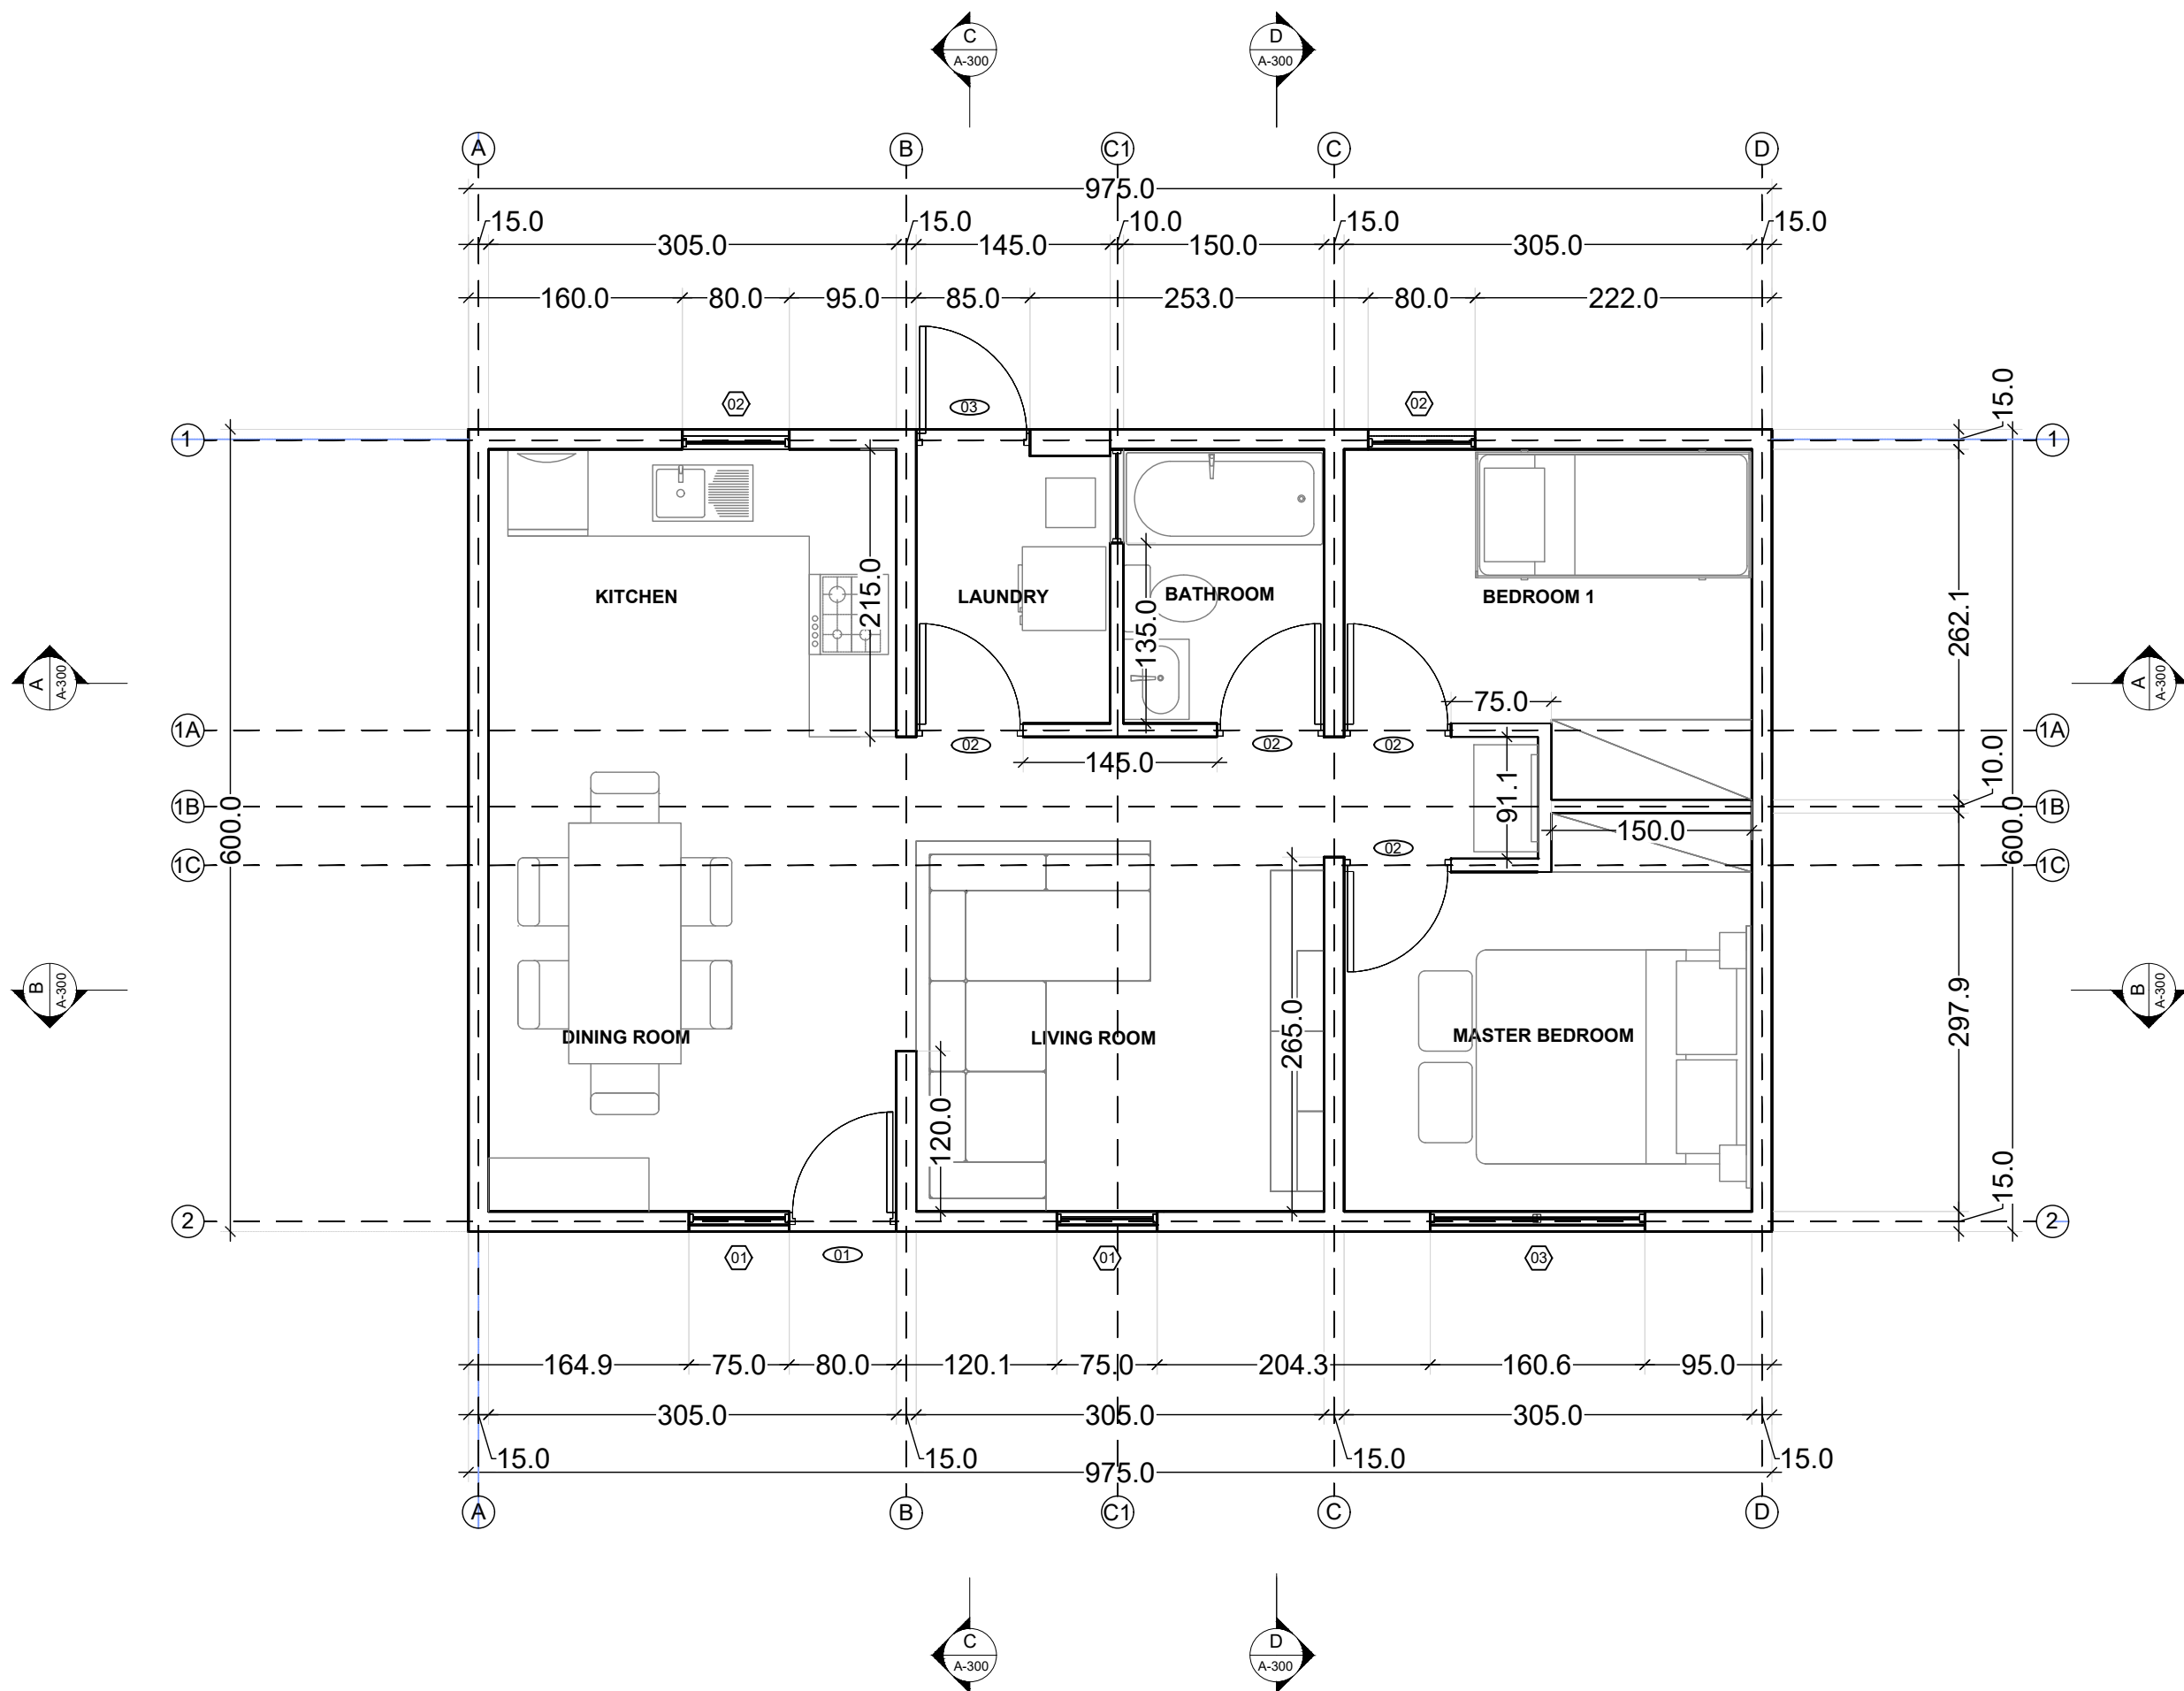 C
A-300
D
A-300
A
B
C1
C
D
975.0
15.0
15.0
10.0
15.0
15.0
305.0
145.0
150.0
305.0
160.0
80.0
95.0
85.0
253.0
80.0
222.0
15.0
02
03
02
1
1
KITCHEN
215.0
LAUNDRY
BATHROOM
135.0
BEDROOM 1
262.1
A
A-300
A
A-300
75.0
1A
02
02
02
1A
145.0
10.0
91.1
1B
1B
600.0
150.0
600.0
02
1C
1C
B
A-300
B
A-300
DINING ROOM
LIVING ROOM
265.0
MASTER BEDROOM
297.9
120.0
15.0
2
2
01
01
01
03
164.9
75.0
80.0
120.1
75.0
204.3
160.6
95.0
305.0
305.0
305.0
15.0
15.0
15.0
15.0
975.0
A
B
C1
C
D
C
A-300
D
A-300